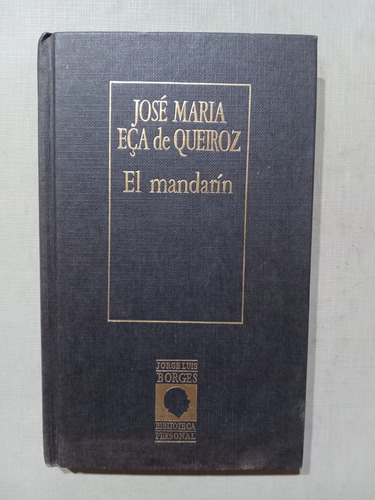 JOSÉ MARIA
EÇA de QUEIROZ
El mandarín
JORGE LUIS
BORGES
BIBLIOTECA
PERSONAL